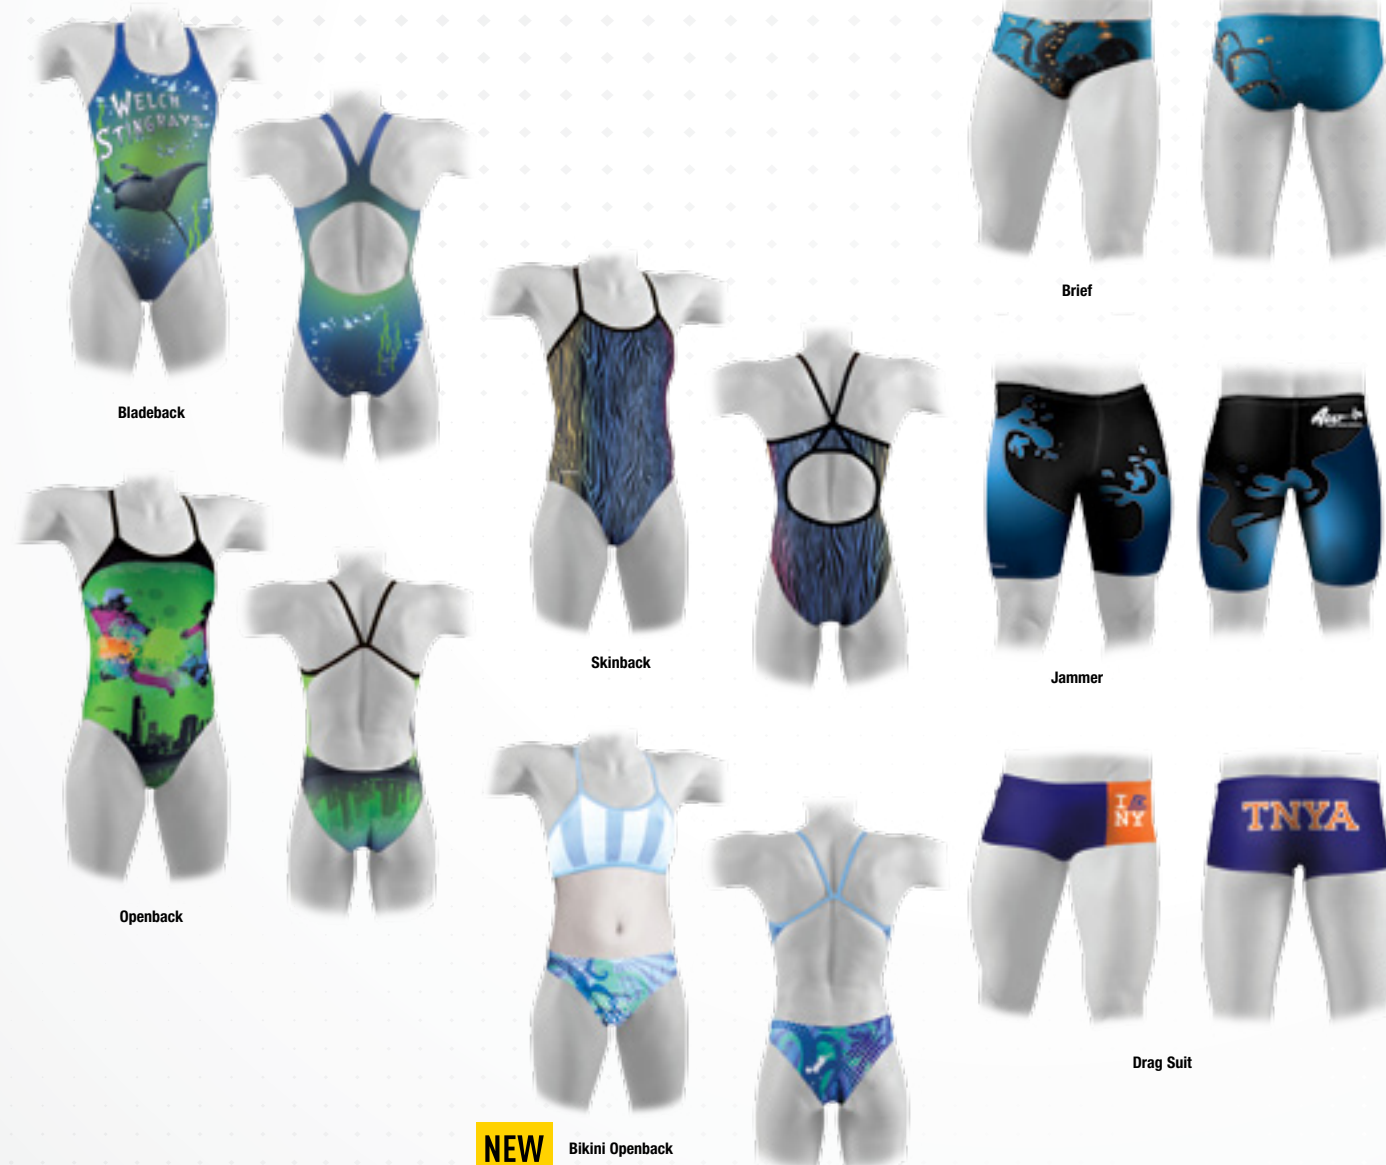 WELCH
STINGRAYS
Bladeback
Brief
Skinback
Jammer
Openback
I
NY
TNYA
Drag Suit
NEW
Bikini Openback